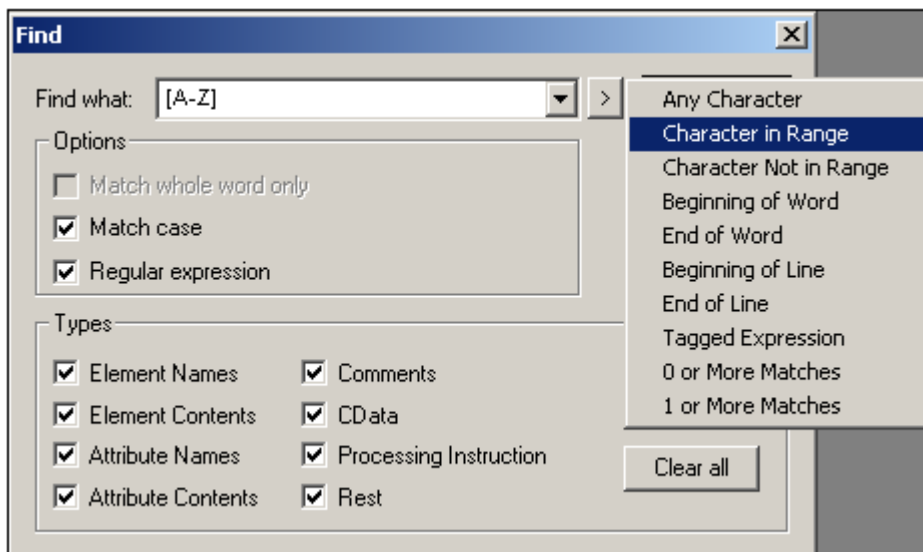 Find
Find what: [A-Z] >
Any Character
Character in Range
Character Not in Range
Beginning of Word
End of Word
Beginning of Line
End of Line
Tagged Expression
0 or More Matches
1 or More Matches
Options
Match whole word only
Match case
Regular expression
Types
Element Names
Comments
Element Contents
CData
Attribute Names
Processing Instruction
Attribute Contents
Rest
Clear all